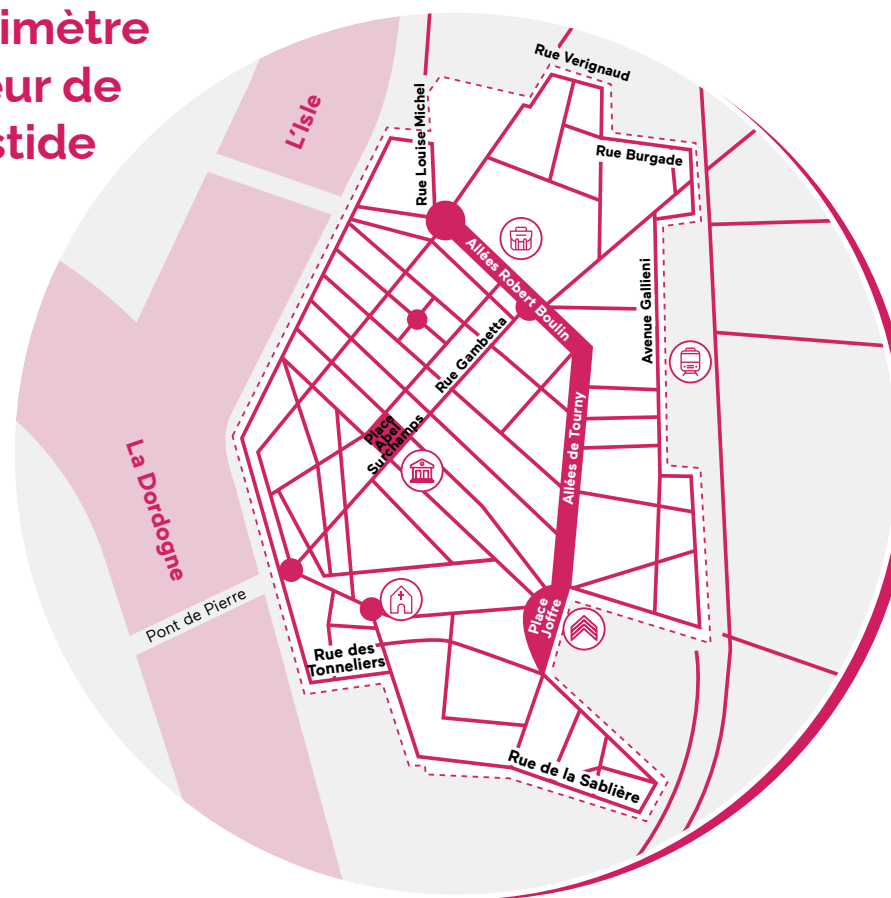 imètre
eur de
stide
Rue Verignaud
L'Isle
Rue Louise Michel
Rue Burgade
Allées Robert Boulin
Avenue Gallieni
Rue Gambetta
Place
Abel
Surchamps
Allées de Tourny
La Dordogne
Pont de Pierre
Place
Joffre
Rue des
Tonneliers
Rue de la Sablière